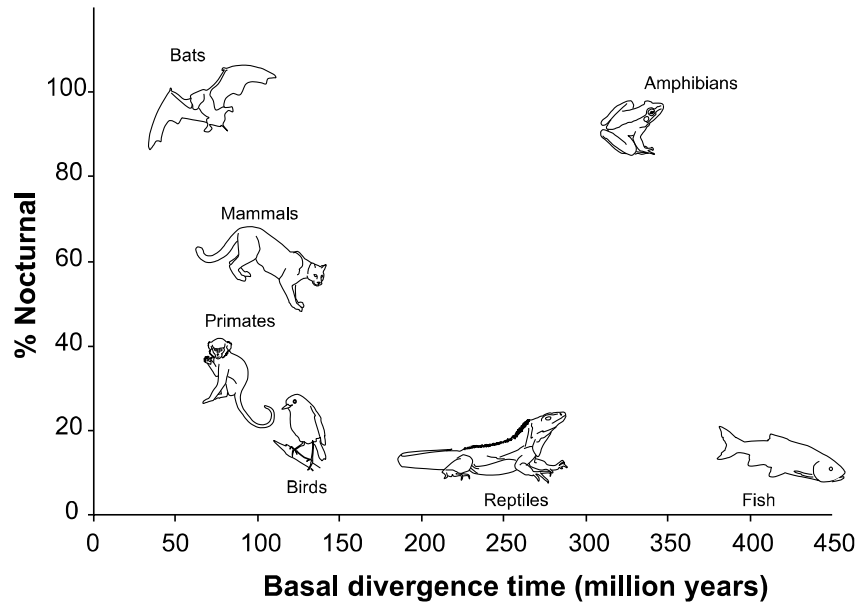 Bats
Amphibians
Mammals
Primates
Birds
Reptiles
Fish
% Nocturnal
100
80
60
40
20
0
0 50 100 150 200 250 300 350 400 450
Basal divergence time (million years)